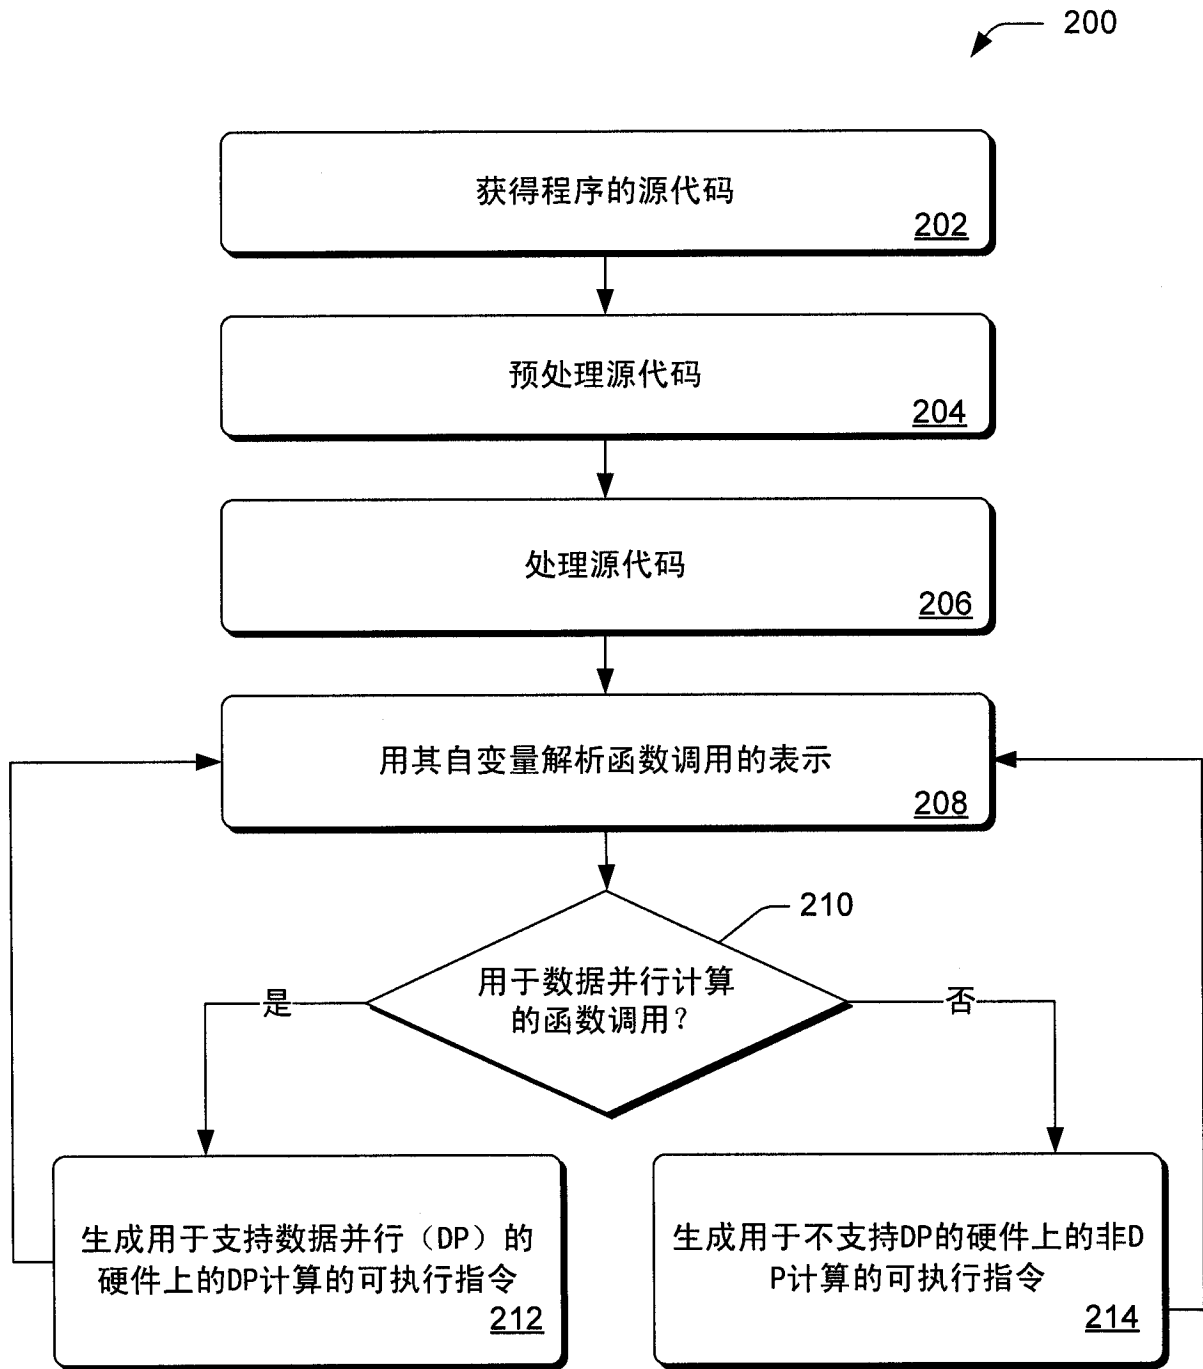 200
获得程序的源代码
202
预处理源代码
204
处理源代码
206
用其自变量解析函数调用的表示
208
210
用于数据并行计算
的函数调用？
是
否
生成用于支持数据并行（DP）的
硬件上的DP计算的可执行指令
212
生成用于不支持DP的硬件上的非D
P计算的可执行指令
214